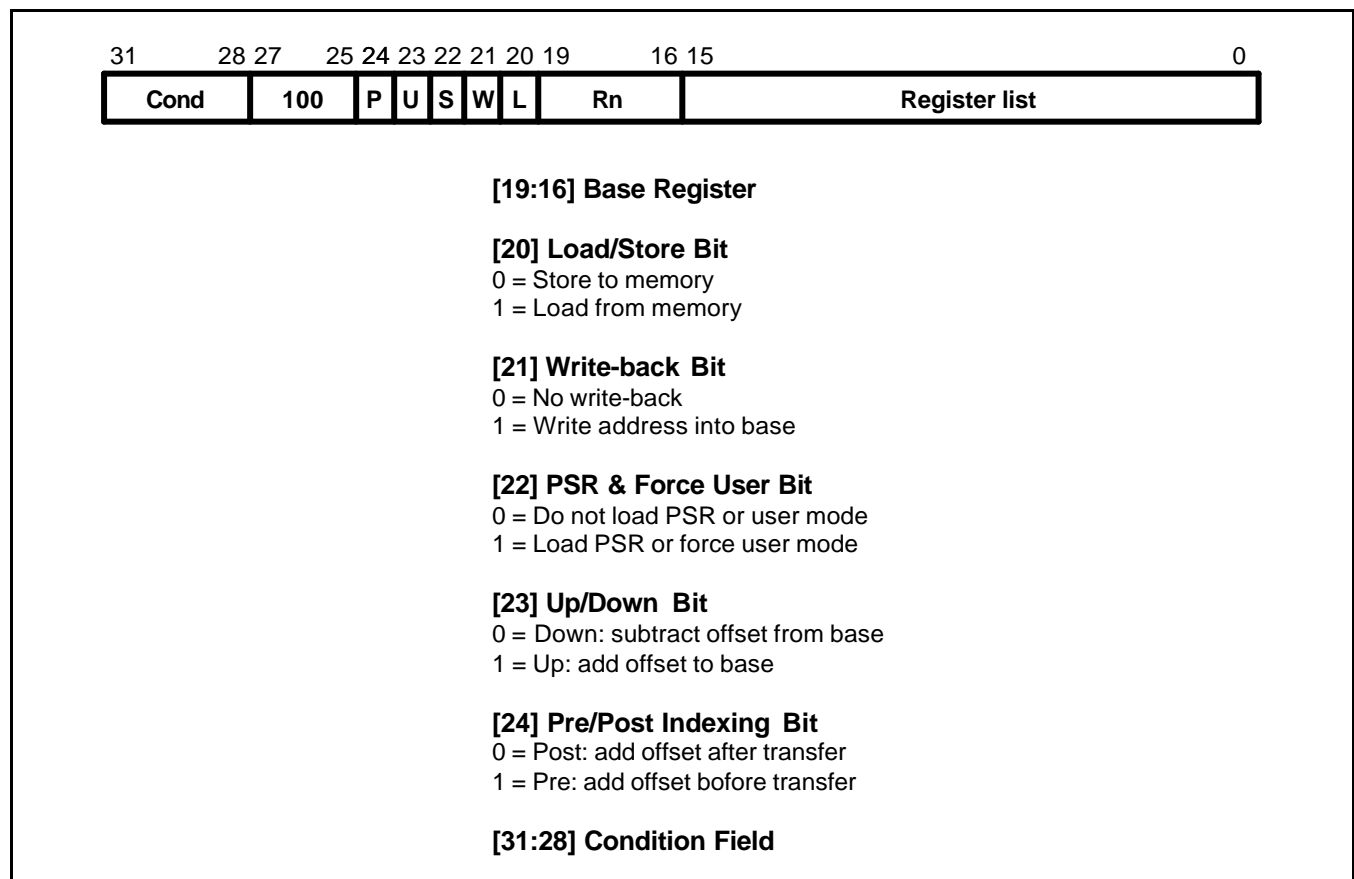 31 28 27 25 24 23 22 21 20 19 16 15 0
Cond 100 P U S W L Rn Register list
[19:16] Base Register
[20] Load/Store Bit
0 = Store to memory
1 = Load from memory
[21] Write-back Bit
0 = No write-back
1 = Write address into base
[22] PSR & Force User Bit
0 = Do not load PSR or user mode
1 = Load PSR or force user mode
[23] Up/Down Bit
0 = Down: subtract offset from base
1 = Up: add offset to base
[24] Pre/Post Indexing Bit
0 = Post: add offset after transfer
1 = Pre: add offset bofore transfer
[31:28] Condition Field